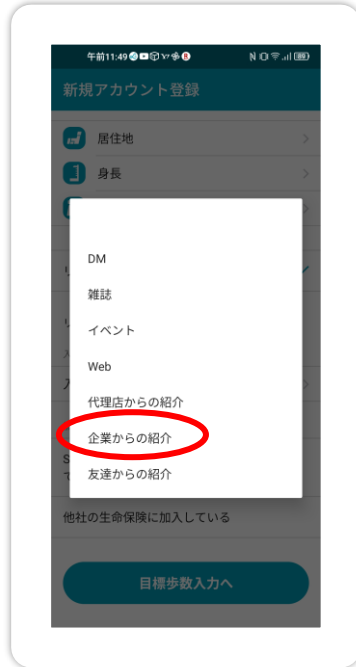 午前11:49
新規アカウント登録
居住地
身長
DM
雑誌
イベント
Web
代理店からの紹介
企業からの紹介
友達からの紹介
他社の生命保険に加入している
目標歩数入力へ